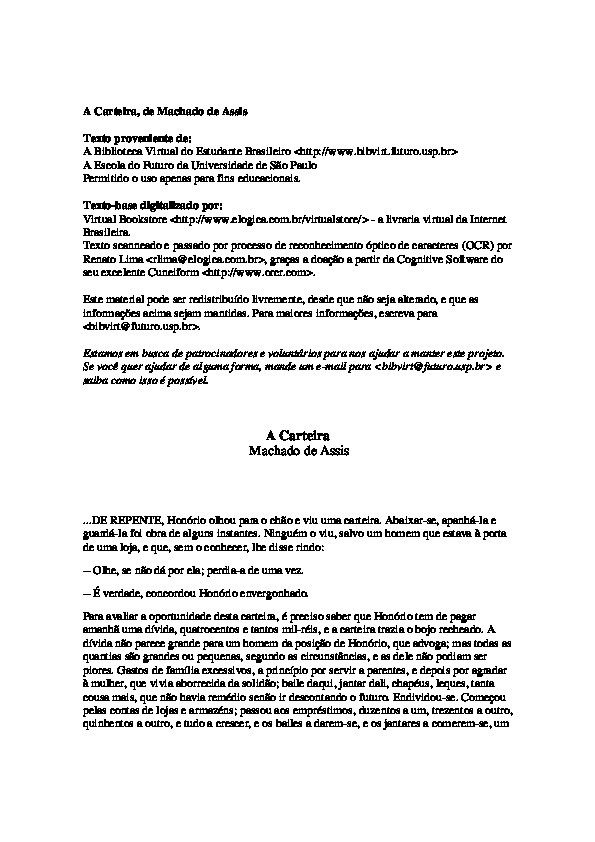 A Carteira, de Machado de Assis
Texto proveniente de:
A Biblioteca Virtual do Estudante Brasileiro <http://www.bibvirt.futuro.usp.br>
A Escola do Futuro da Universidade de São Paulo
Permitido o uso apenas para fins educacionais.
Texto-base digitalizado por:
Virtual Bookstore <http://www.elogica.com.br/virtualstore/> - a livraria virtual da Internet
Brasileira.
Texto scanneado e passado por processo de reconhecimento óptico de caracteres (OCR) por
Renato Lima <rlima@elogica.com.br>, graças a doação a partir da Cognitive Software do
seu excelente Cuneiform <http://www.orer.com>.
Este material pode ser redistribuído livremente, desde que não seja alterado, e que as
informações acima sejam mantidas. Para maiores informações, escreva para
<bibvirt@futuro.usp.br>.
Estamos em busca de patrocinadores e voluntários para nos ajudar a manter este projeto.
Se você quer ajudar de alguma forma, mande um e-mail para <bibvirt@futuro.usp.br> e
saiba como isso é possível.
A Carteira
Machado de Assis
...DE REPENTE, Honório olhou para o chão e viu uma carteira. Abaixar-se, apanhá-la e
guardá-la foi obra de alguns instantes. Ninguém o viu, salvo um homem que estava à porta
de uma loja, e que, sem o conhecer, lhe disse rindo:
-- Olhe, se não dá por ela; perdia-a de uma vez.
-- É verdade, concordou Honório envergonhado.
Para avaliar a oportunidade desta carteira, é preciso saber que Honório tem de pagar
amanhã uma dívida, quatrocentos e tantos mil-réis, e a carteira trazia o bojo recheado. A
dívida não parece grande para um homem da posição de Honório, que advoga; mas todas as
quantias são grandes ou pequenas, segundo as circunstâncias, e as dele não podiam ser
piores. Gastos de família excessivos, a princípio por servir a parentes, e depois por agradar
à mulher, que vivia aborrecida da solidão; baile daqui, jantar dali, chapéus, leques, tanta
cousa mais, que não havia remédio senão ir descontando o futuro. Endividou-se. Começou
pelas contas de lojas e armazéns; passou aos empréstimos, duzentos a um, trezentos a outro,
quinhentos a outro, e tudo a crescer, e os bailes a darem-se, e os jantares a comerem-se, um